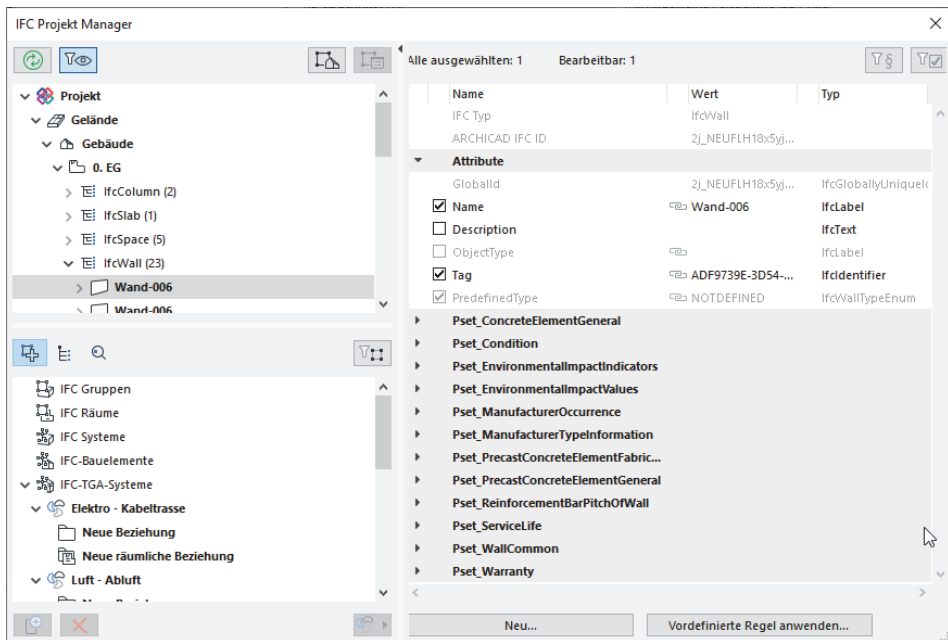 IFC Projekt Manager
Alle ausgewählten: 1 Bearbeitbar: 1
Projekt
Gelände
Gebäude
0. EG
IfcColumn (2)
IfcSlab (1)
IfcSpace (5)
IfcWall (23)
Wand-006
Wand-006
IFC Gruppen
IFC Räume
IFC Systeme
IFC-Bauelemente
IFC-TGA-Systeme
Elektro - Kabeltrasse
Neue Beziehung
Neue räumliche Beziehung
Luft - Abluft
Name Wert Typ
IFC Typ IfcWall
ARCHICAD IFC ID 2j_NEUFLH18x5yj...
Attribute
GlobalId 2j_NEUFLH18x5yj... IfcGloballyUniqueIc
Name Wand-006 IfcLabel
Description IfcText
ObjectType IfcLabel
Tag ADF9739E-3D54-... IfcIdentifier
PredefinedType NOTDEFINED IfcWallTypeEnum
Pset_ConcreteElementGeneral
Pset_Condition
Pset_EnvironmentalImpactIndicators
Pset_EnvironmentalImpactValues
Pset_ManufacturerOccurrence
Pset_ManufacturerTypeInformation
Pset_PrecastConcreteElementFabric...
Pset_PrecastConcreteElementGeneral
Pset_ReinforcementBarPitchOfWall
Pset_ServiceLife
Pset_WallCommon
Pset_Warranty
Neu... Vordefinierte Regel anwenden...